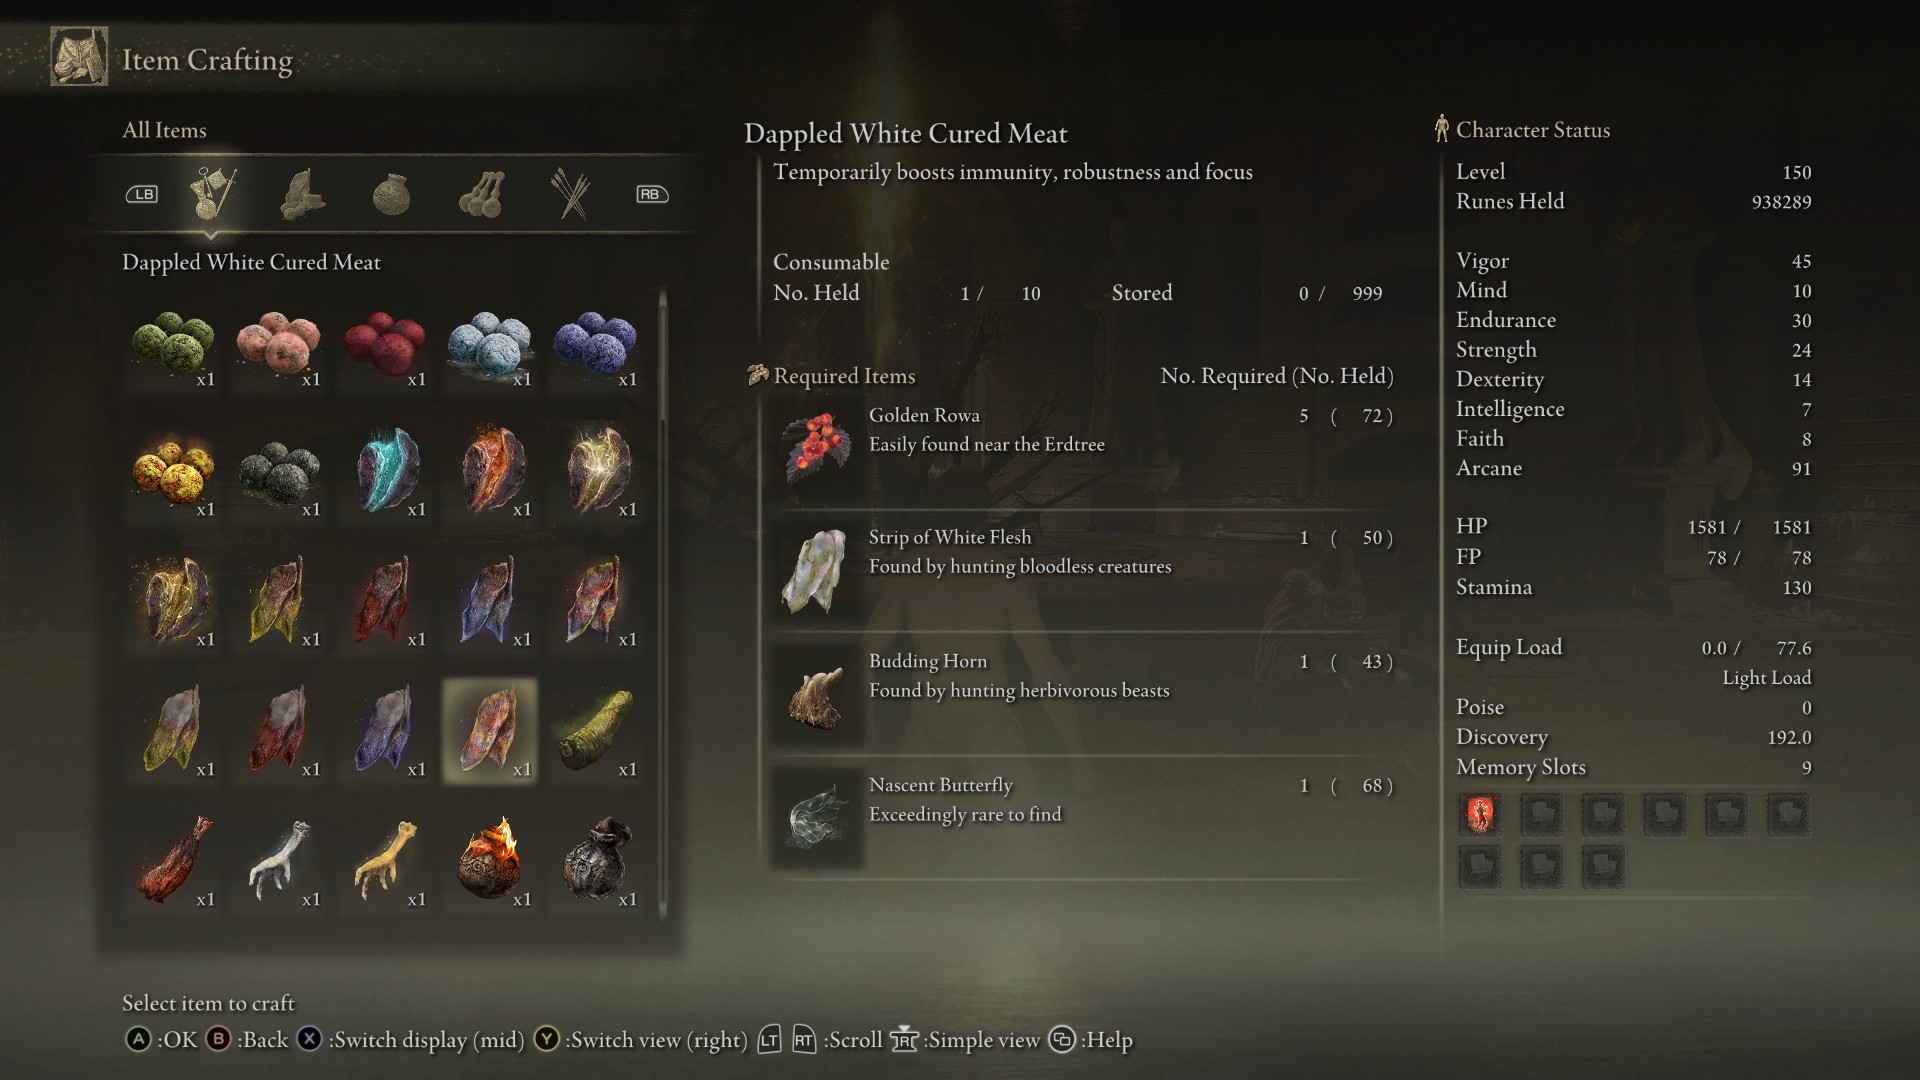 Item Crafting
All Items
LB RB
Dappled White Cured Meat
x1 x1 x1 x1 x1
x1 x1 x1 x1 x1
x1 x1 x1 x1 x1
x1 x1 x1 x1 x1
x1 x1 x1 x1 x1
Dappled White Cured Meat
Temporarily boosts immunity, robustness and focus
Consumable
No. Held 1 / 10 Stored 0 / 999
Required Items No. Required (No. Held)
Golden Rowa 5 ( 72 )
Easily found near the Erdtree
Strip of White Flesh 1 ( 50 )
Found by hunting bloodless creatures
Budding Horn 1 ( 43 )
Found by hunting herbivorous beasts
Nascent Butterfly 1 ( 68 )
Exceedingly rare to find
Character Status
Level 150
Runes Held 938289
Vigor 45
Mind 10
Endurance 30
Strength 24
Dexterity 14
Intelligence 7
Faith 8
Arcane 91
HP 1581 / 1581
FP 78 / 78
Stamina 130
Equip Load 0.0 / 77.6
Light Load
Poise 0
Discovery 192.0
Memory Slots 9
Select item to craft
A :OK B :Back X :Switch display (mid) Y :Switch view (right) LT RT :Scroll R :Simple view :Help